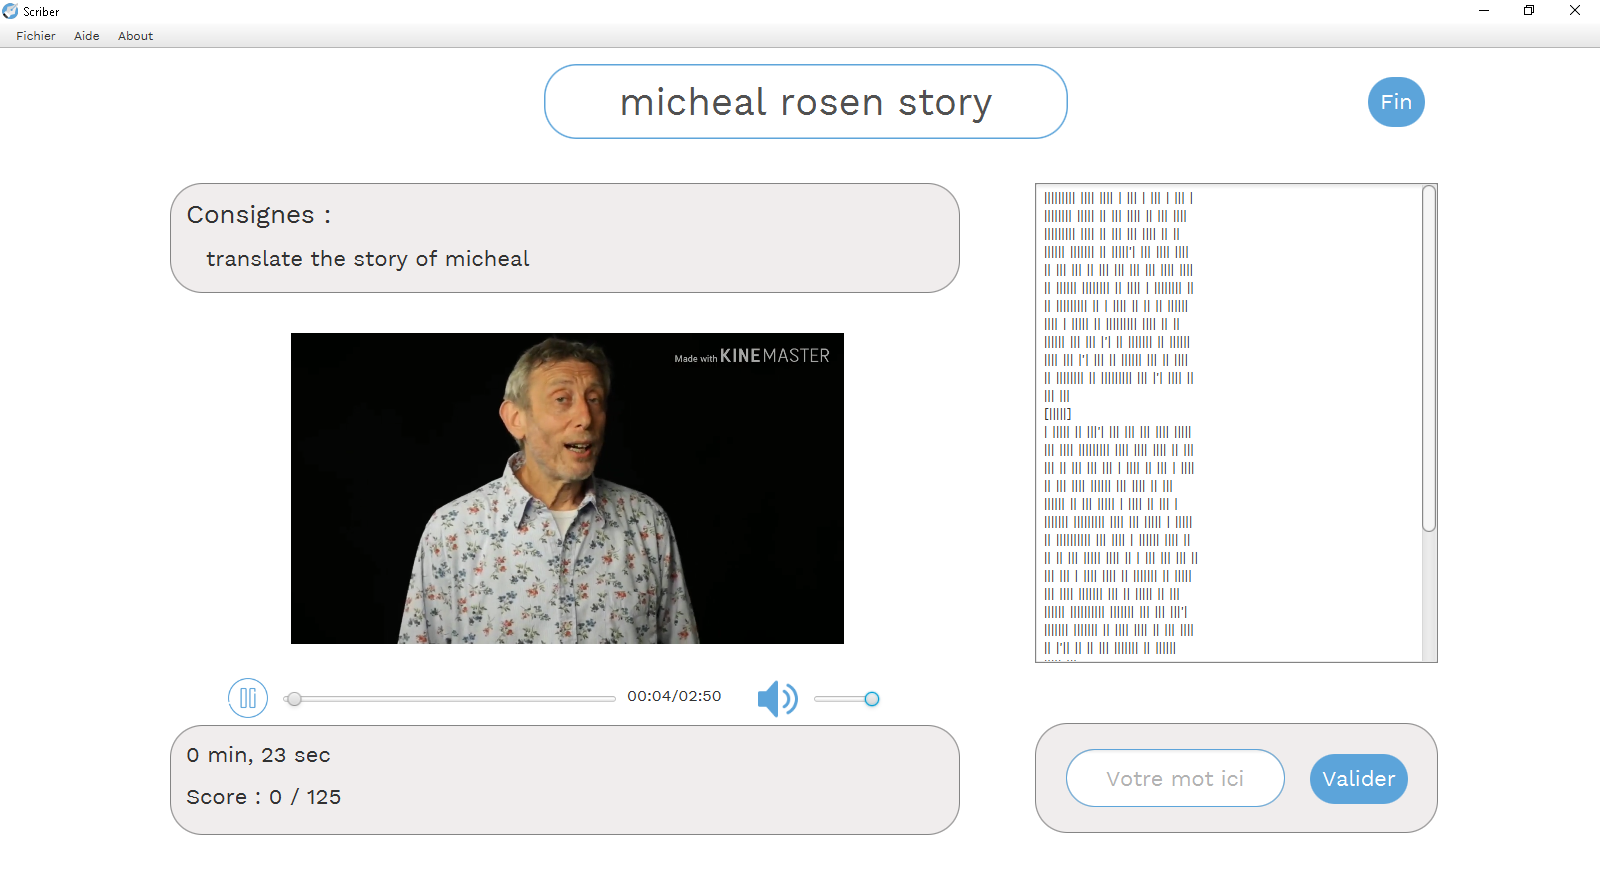 Scriber
Fichier Aide About
micheal rosen story
Fin
Consignes :
translate the story of micheal
Made with KINEMASTER
00:04/02:50
0 min, 23 sec
Score : 0 / 125
Votre mot ici
Valider